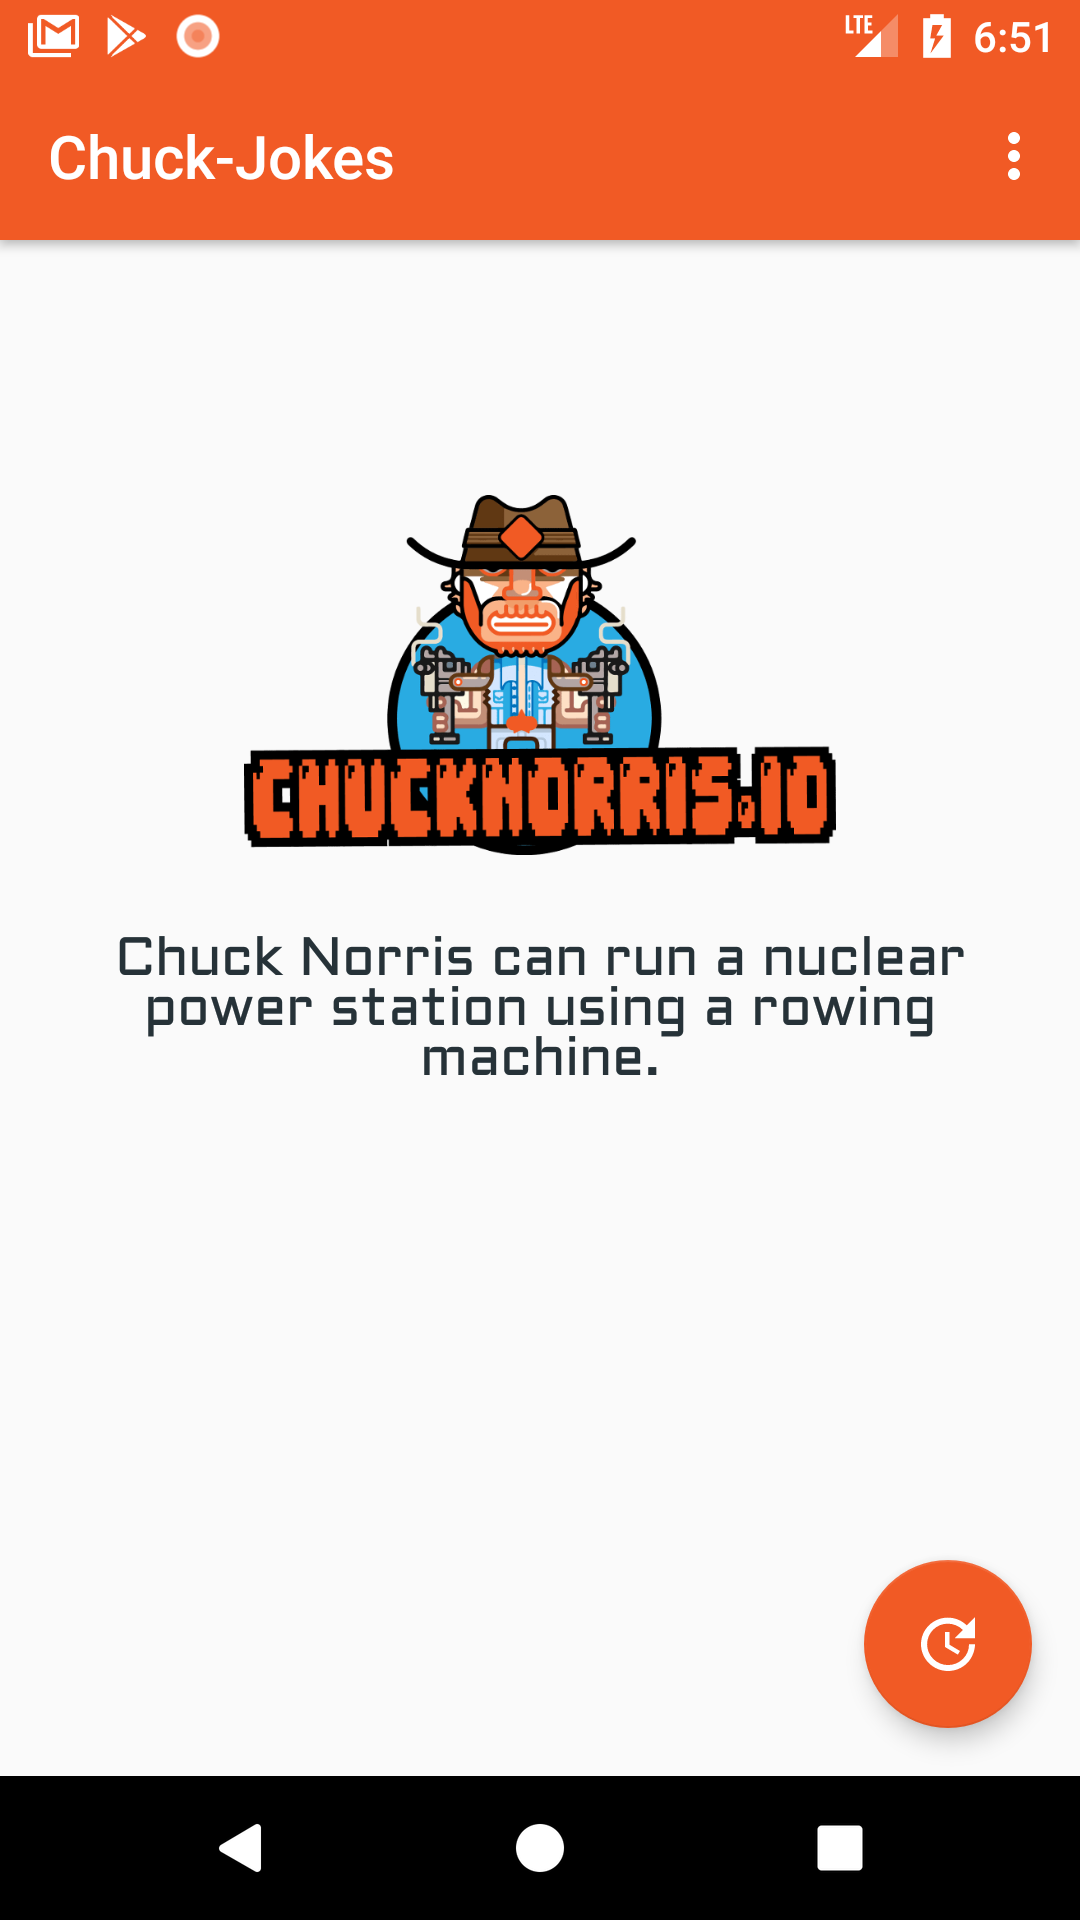 LTE 6:51
Chuck-Jokes
CHUCKNORRIS.IO
Chuck Norris can run a nuclear
power station using a rowing
machine.